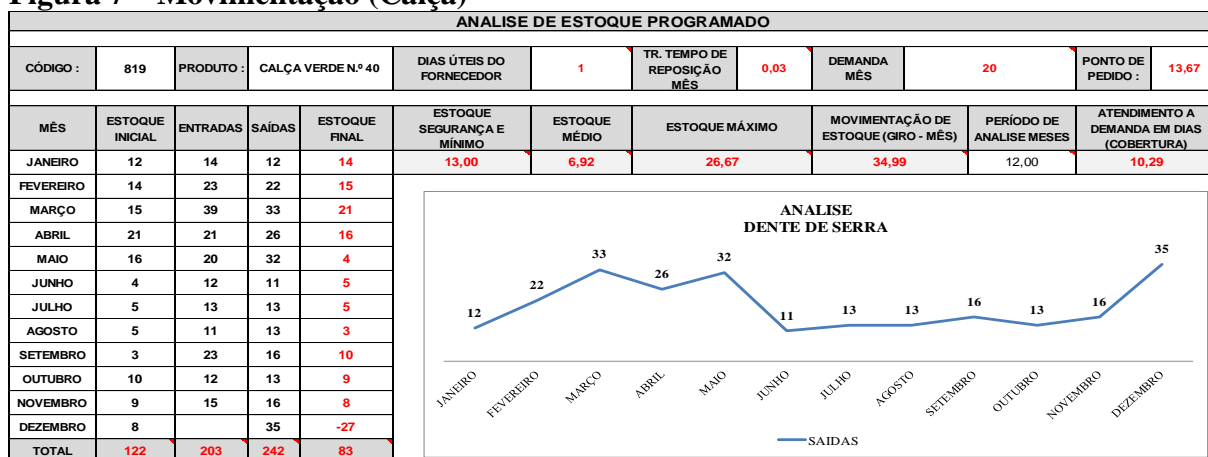 Figura 7 – Movimentação (Calça)
ANALISE DE ESTOQUE PROGRAMADO
CÓDIGO : 819 PRODUTO : CALÇA VERDE N.º 40 DIAS ÚTEIS DO FORNECEDOR 1 TR. TEMPO DE REPOSIÇÃO MÊS 0,03 DEMANDA MÊS 20 PONTO DE PEDIDO : 13,67
MÊS ESTOQUE INICIAL ENTRADAS SAÍDAS ESTOQUE FINAL ESTOQUE SEGURANÇA E MÍNIMO ESTOQUE MÉDIO ESTOQUE MÁXIMO MOVIMENTAÇÃO DE ESTOQUE (GIRO - MÊS) PERÍODO DE ANALISE MESES ATENDIMENTO A DEMANDA EM DIAS (COBERTURA)
JANEIRO 12 14 12 14 13,00 6,92 26,67 34,99 12,00 10,29
FEVEREIRO 14 23 22 15
MARÇO 15 39 33 21
ABRIL 21 21 26 16
MAIO 16 20 32 4
JUNHO 4 12 11 5
JULHO 5 13 13 5
AGOSTO 5 11 13 3
SETEMBRO 3 23 16 10
OUTUBRO 10 12 13 9
NOVEMBRO 9 15 16 8
DEZEMBRO 8 35 -27
TOTAL 122 203 242 83
ANALISE
DENTE DE SERRA
12 22 33 26 32 11 13 13 16 13 16 35
JANEIRO FEVEREIRO MARÇO ABRIL MAIO JUNHO JULHO AGOSTO SETEMBRO OUTUBRO NOVEMBRO DEZEMBRO
SAIDAS